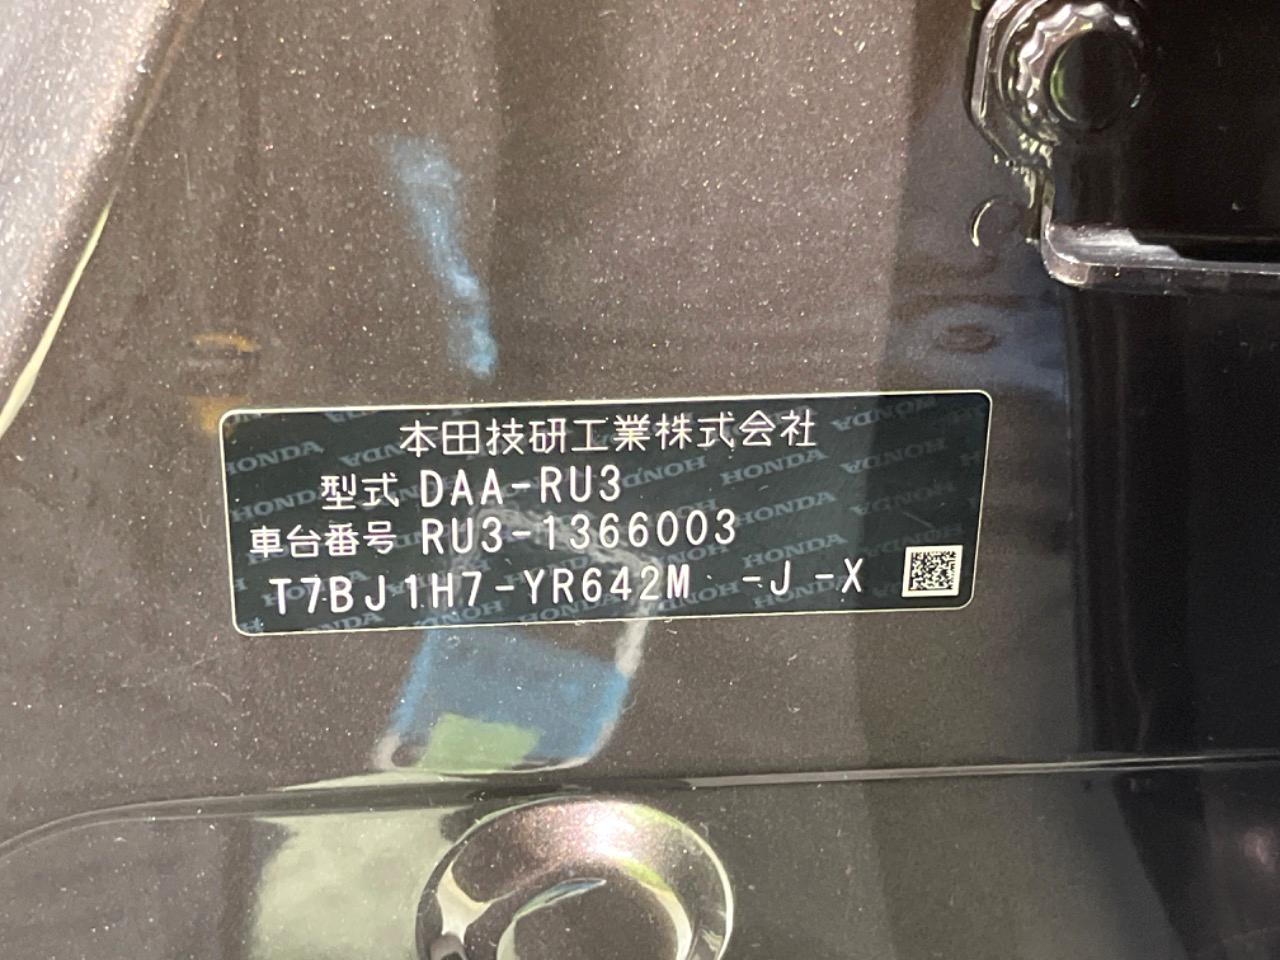 本田技研工業株式会社
型式 DAA-RU3
車台番号 RU3-1366003
T7BJ1H7-YR642M -J -X